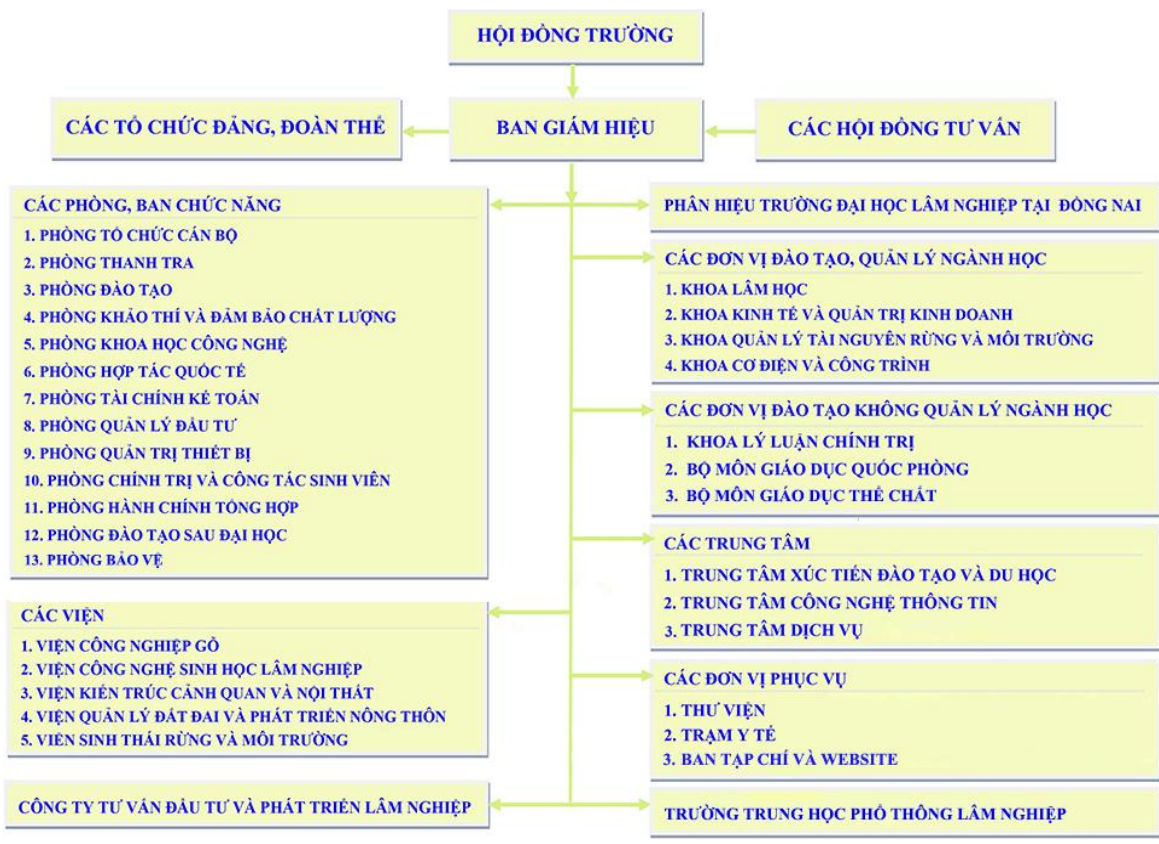 HỘI ĐỒNG TRƯỜNG
CÁC TỔ CHỨC ĐẢNG, ĐOÀN THỂ
BAN GIÁM HIỆU
CÁC HỘI ĐỒNG TƯ VẤN
CÁC PHÒNG, BAN CHỨC NĂNG
1. PHÒNG TỔ CHỨC CÁN BỘ
2. PHÒNG THANH TRA
3. PHÒNG ĐÀO TẠO
4. PHÒNG KHẢO THÍ VÀ ĐẢM BẢO CHẤT LƯỢNG
5. PHÒNG KHOA HỌC CÔNG NGHỆ
6. PHÒNG HỢP TÁC QUỐC TẾ
7. PHÒNG TÀI CHÍNH KẾ TOÁN
8. PHÒNG QUẢN LÝ ĐẦU TƯ
9. PHÒNG QUẢN TRỊ THIẾT BỊ
10. PHÒNG CHÍNH TRỊ VÀ CÔNG TÁC SINH VIÊN
11. PHÒNG HÀNH CHÍNH TỔNG HỢP
12. PHÒNG ĐÀO TẠO SAU ĐẠI HỌC
13. PHÒNG BẢO VỆ
CÁC VIỆN
1. VIỆN CÔNG NGHIỆP GỖ
2. VIỆN CÔNG NGHỆ SINH HỌC LÂM NGHIỆP
3. VIỆN KIẾN TRÚC CẢNH QUAN VÀ NỘI THẤT
4. VIỆN QUẢN LÝ ĐẤT ĐAI VÀ PHÁT TRIỂN NÔNG THÔN
5. VIỄN SINH THÁI RỪNG VÀ MÔI TRƯỜNG
CÔNG TY TƯ VẤN ĐẦU TƯ VÀ PHÁT TRIỂN LÂM NGHIỆP
PHÂN HIỆU TRƯỜNG ĐẠI HỌC LÂM NGHIỆP TẠI ĐỒNG NAI
CÁC ĐƠN VỊ ĐÀO TẠO, QUẢN LÝ NGÀNH HỌC
1. KHOA LÂM HỌC
2. KHOA KINH TẾ VÀ QUẢN TRỊ KINH DOANH
3. KHOA QUẢN LÝ TÀI NGUYÊN RỪNG VÀ MÔI TRƯỜNG
4. KHOA CƠ ĐIỆN VÀ CÔNG TRÌNH
CÁC ĐƠN VỊ ĐÀO TẠO KHÔNG QUẢN LÝ NGÀNH HỌC
1. KHOA LÝ LUẬN CHÍNH TRỊ
2. BỘ MÔN GIÁO DỤC QUỐC PHÒNG
3. BỘ MÔN GIÁO DỤC THỂ CHẤT
CÁC TRUNG TÂM
1. TRUNG TÂM XÚC TIẾN ĐÀO TẠO VÀ DU HỌC
2. TRUNG TÂM CÔNG NGHỆ THÔNG TIN
3. TRUNG TÂM DỊCH VỤ
CÁC ĐƠN VỊ PHỤC VỤ
1. THƯ VIỆN
2. TRẠM Y TẾ
3. BAN TẠP CHÍ VÀ WEBSITE
TRƯỜNG TRUNG HỌC PHỔ THÔNG LÂM NGHIỆP